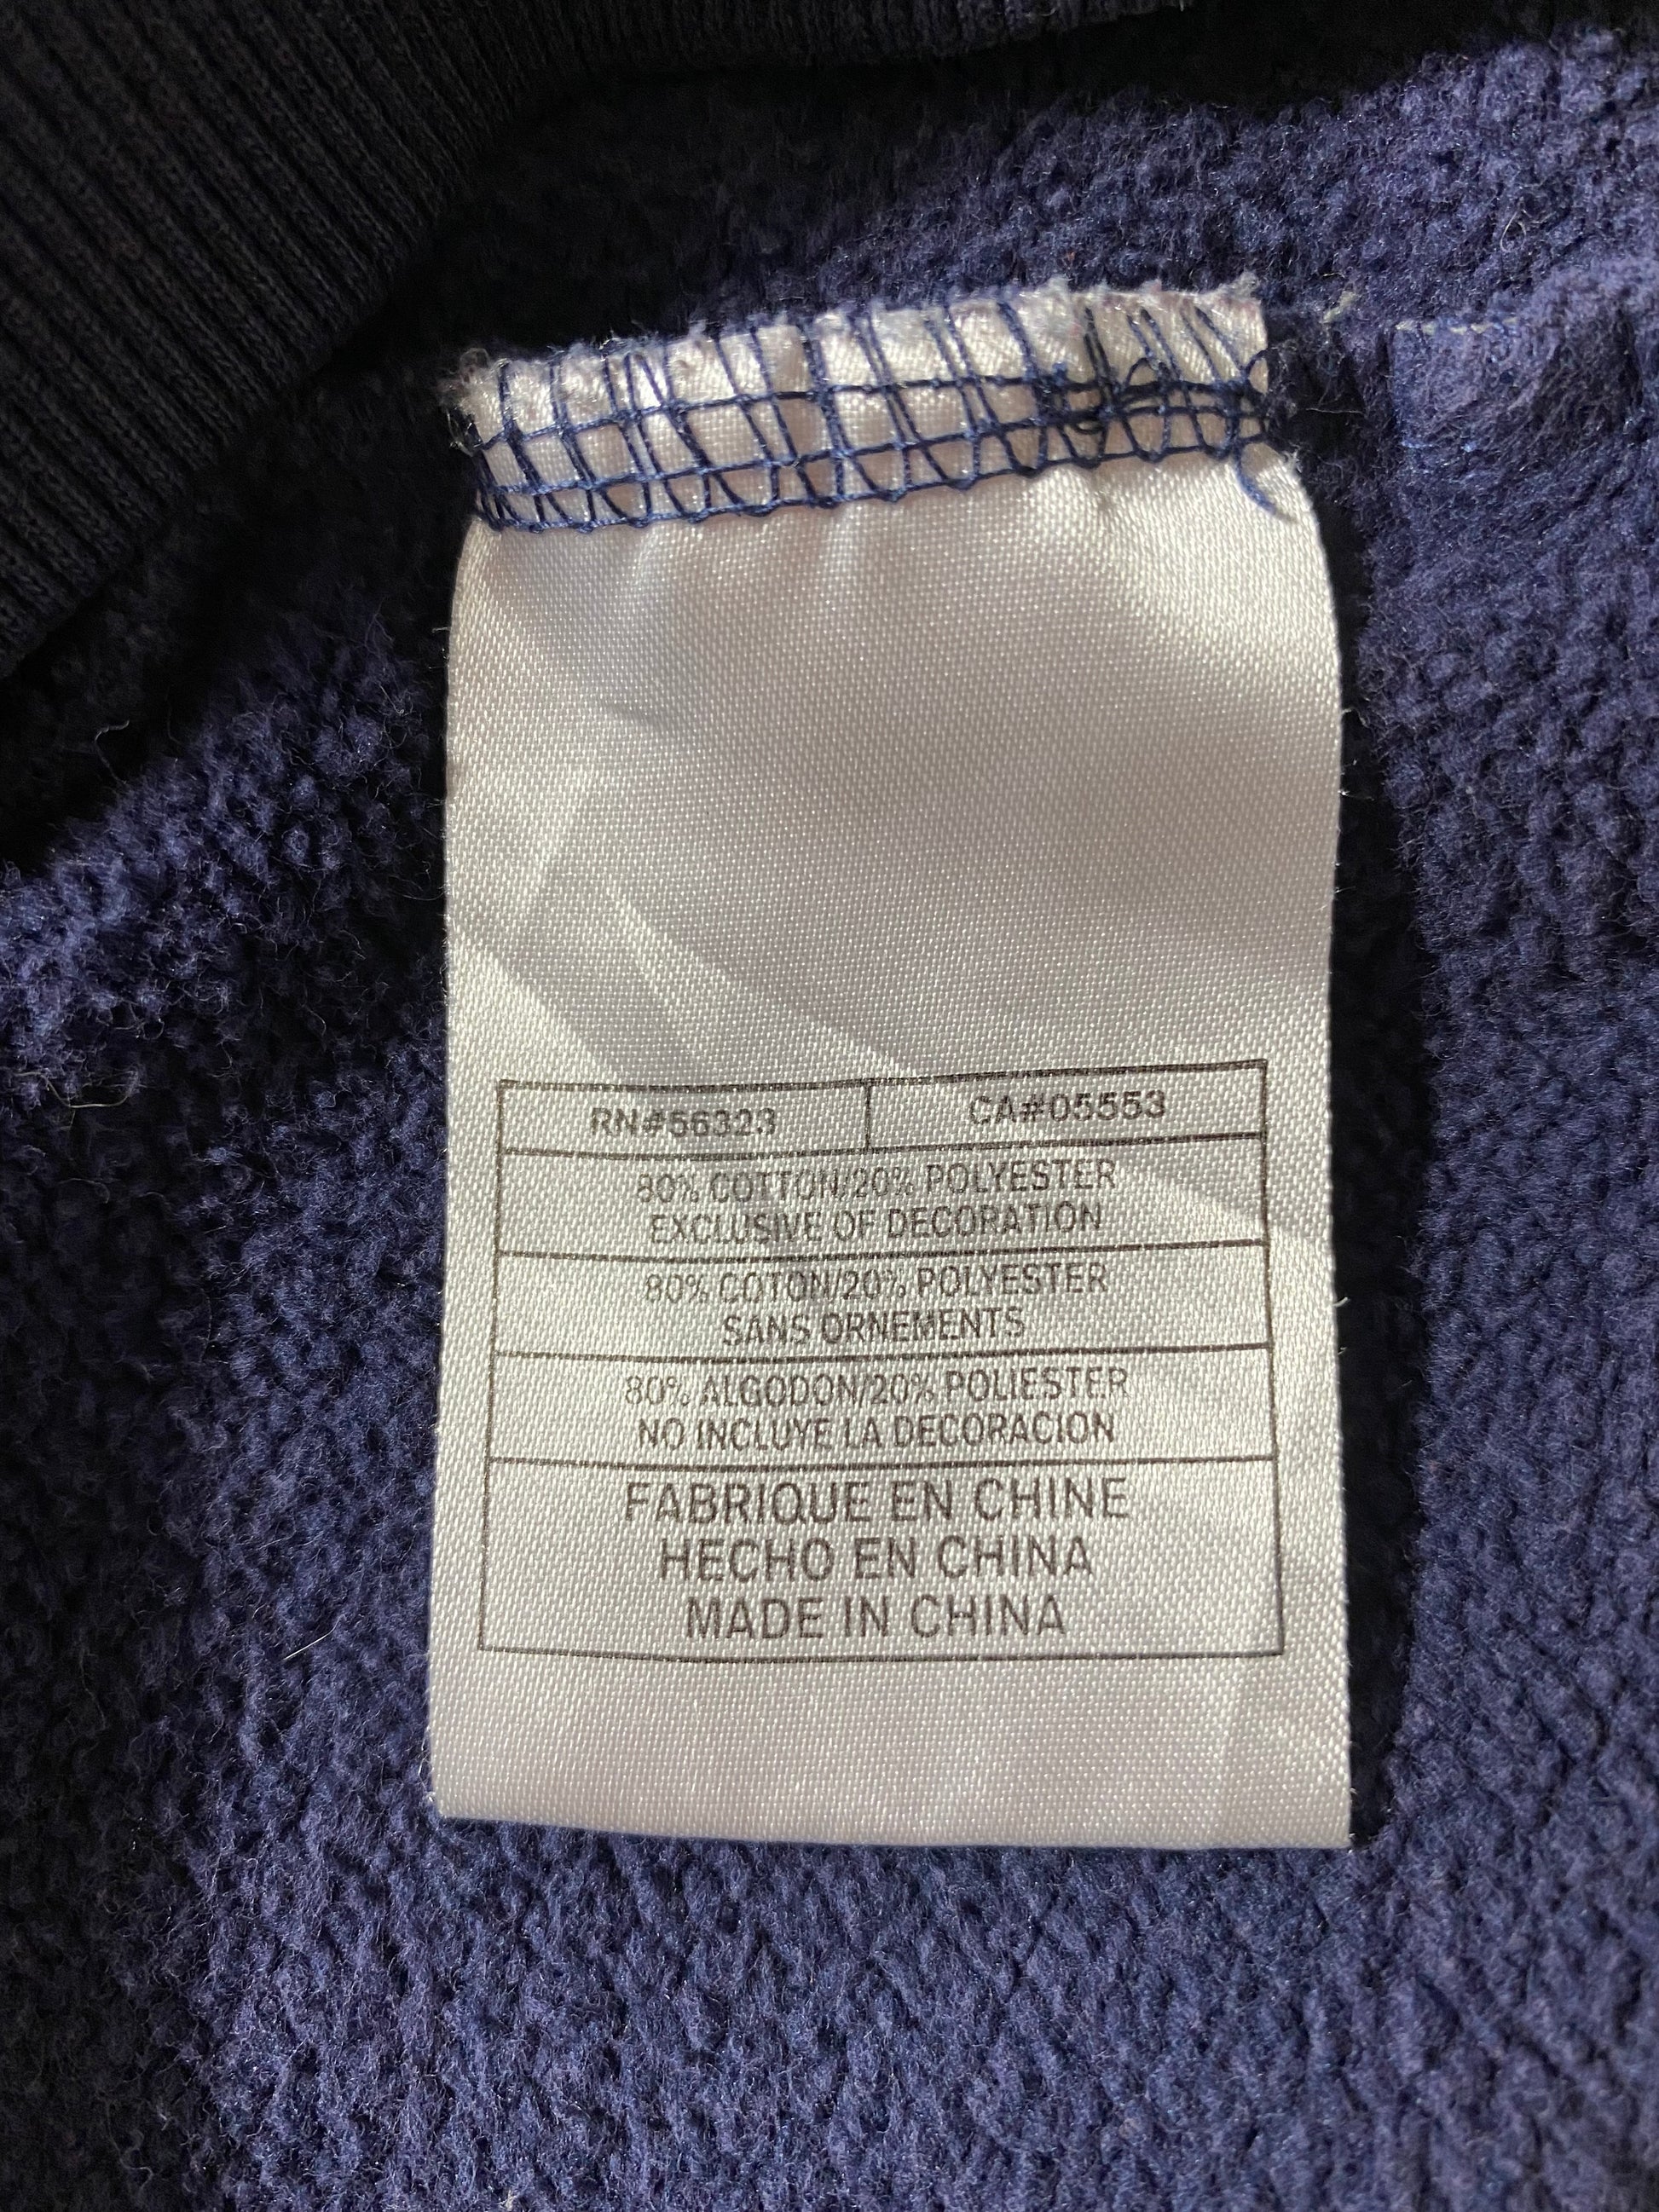 RN#56323 CA#05553
80% COTTON/20% POLYESTER
EXCLUSIVE OF DECORATION
80% COTON/20% POLYESTER
SANS ORNEMENTS
80% ALGODON/20% POLIESTER
NO INCLUYE LA DECORACION
FABRIQUE EN CHINE
HECHO EN CHINA
MADE IN CHINA